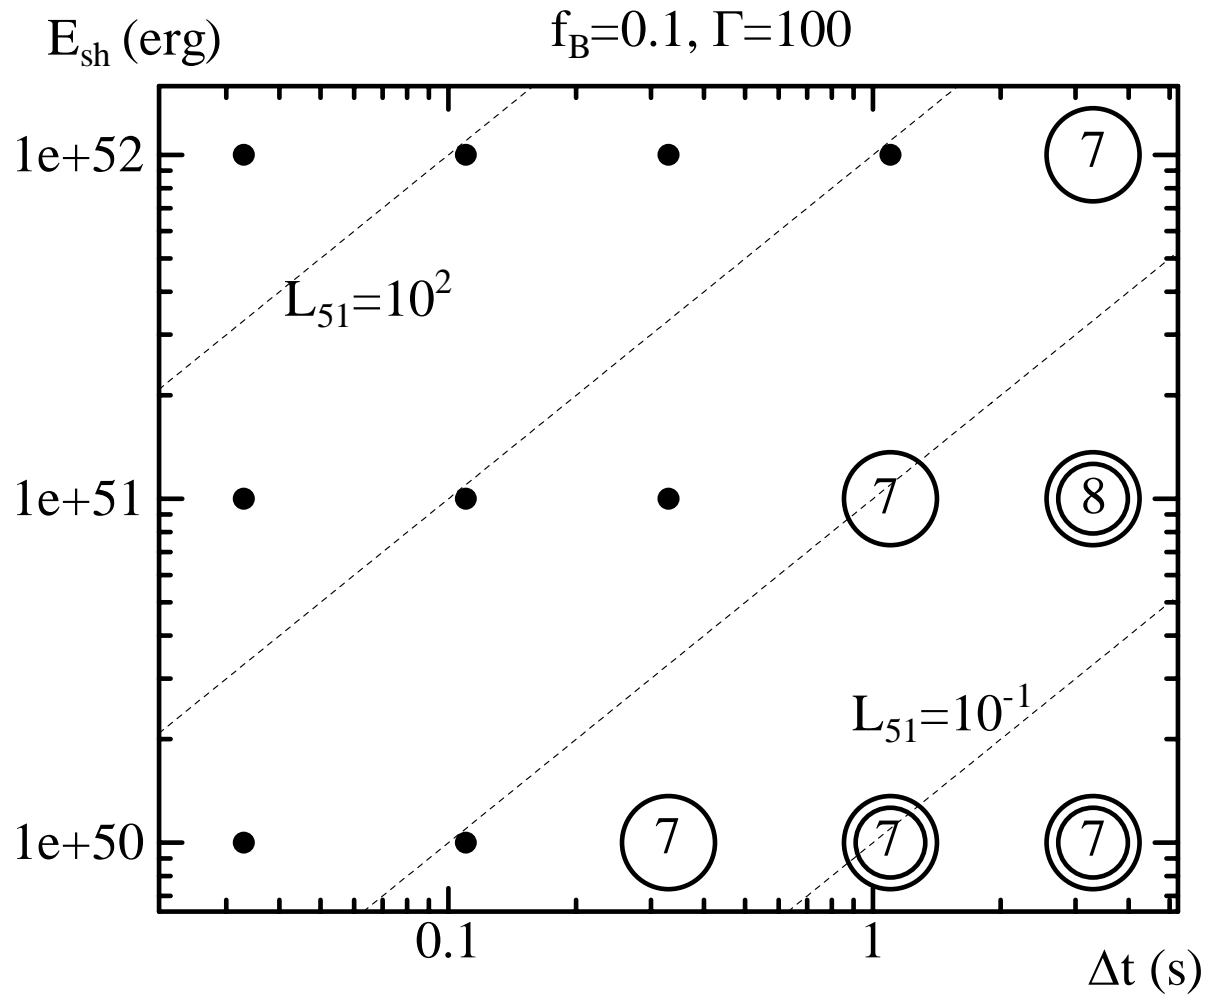 E_sh (erg)
f_B=0.1, Γ=100
1e+52
7
L_51=10^2
1e+51
7 8
L_51=10^-1
1e+50
7 7 7
0.1 1
Δt (s)